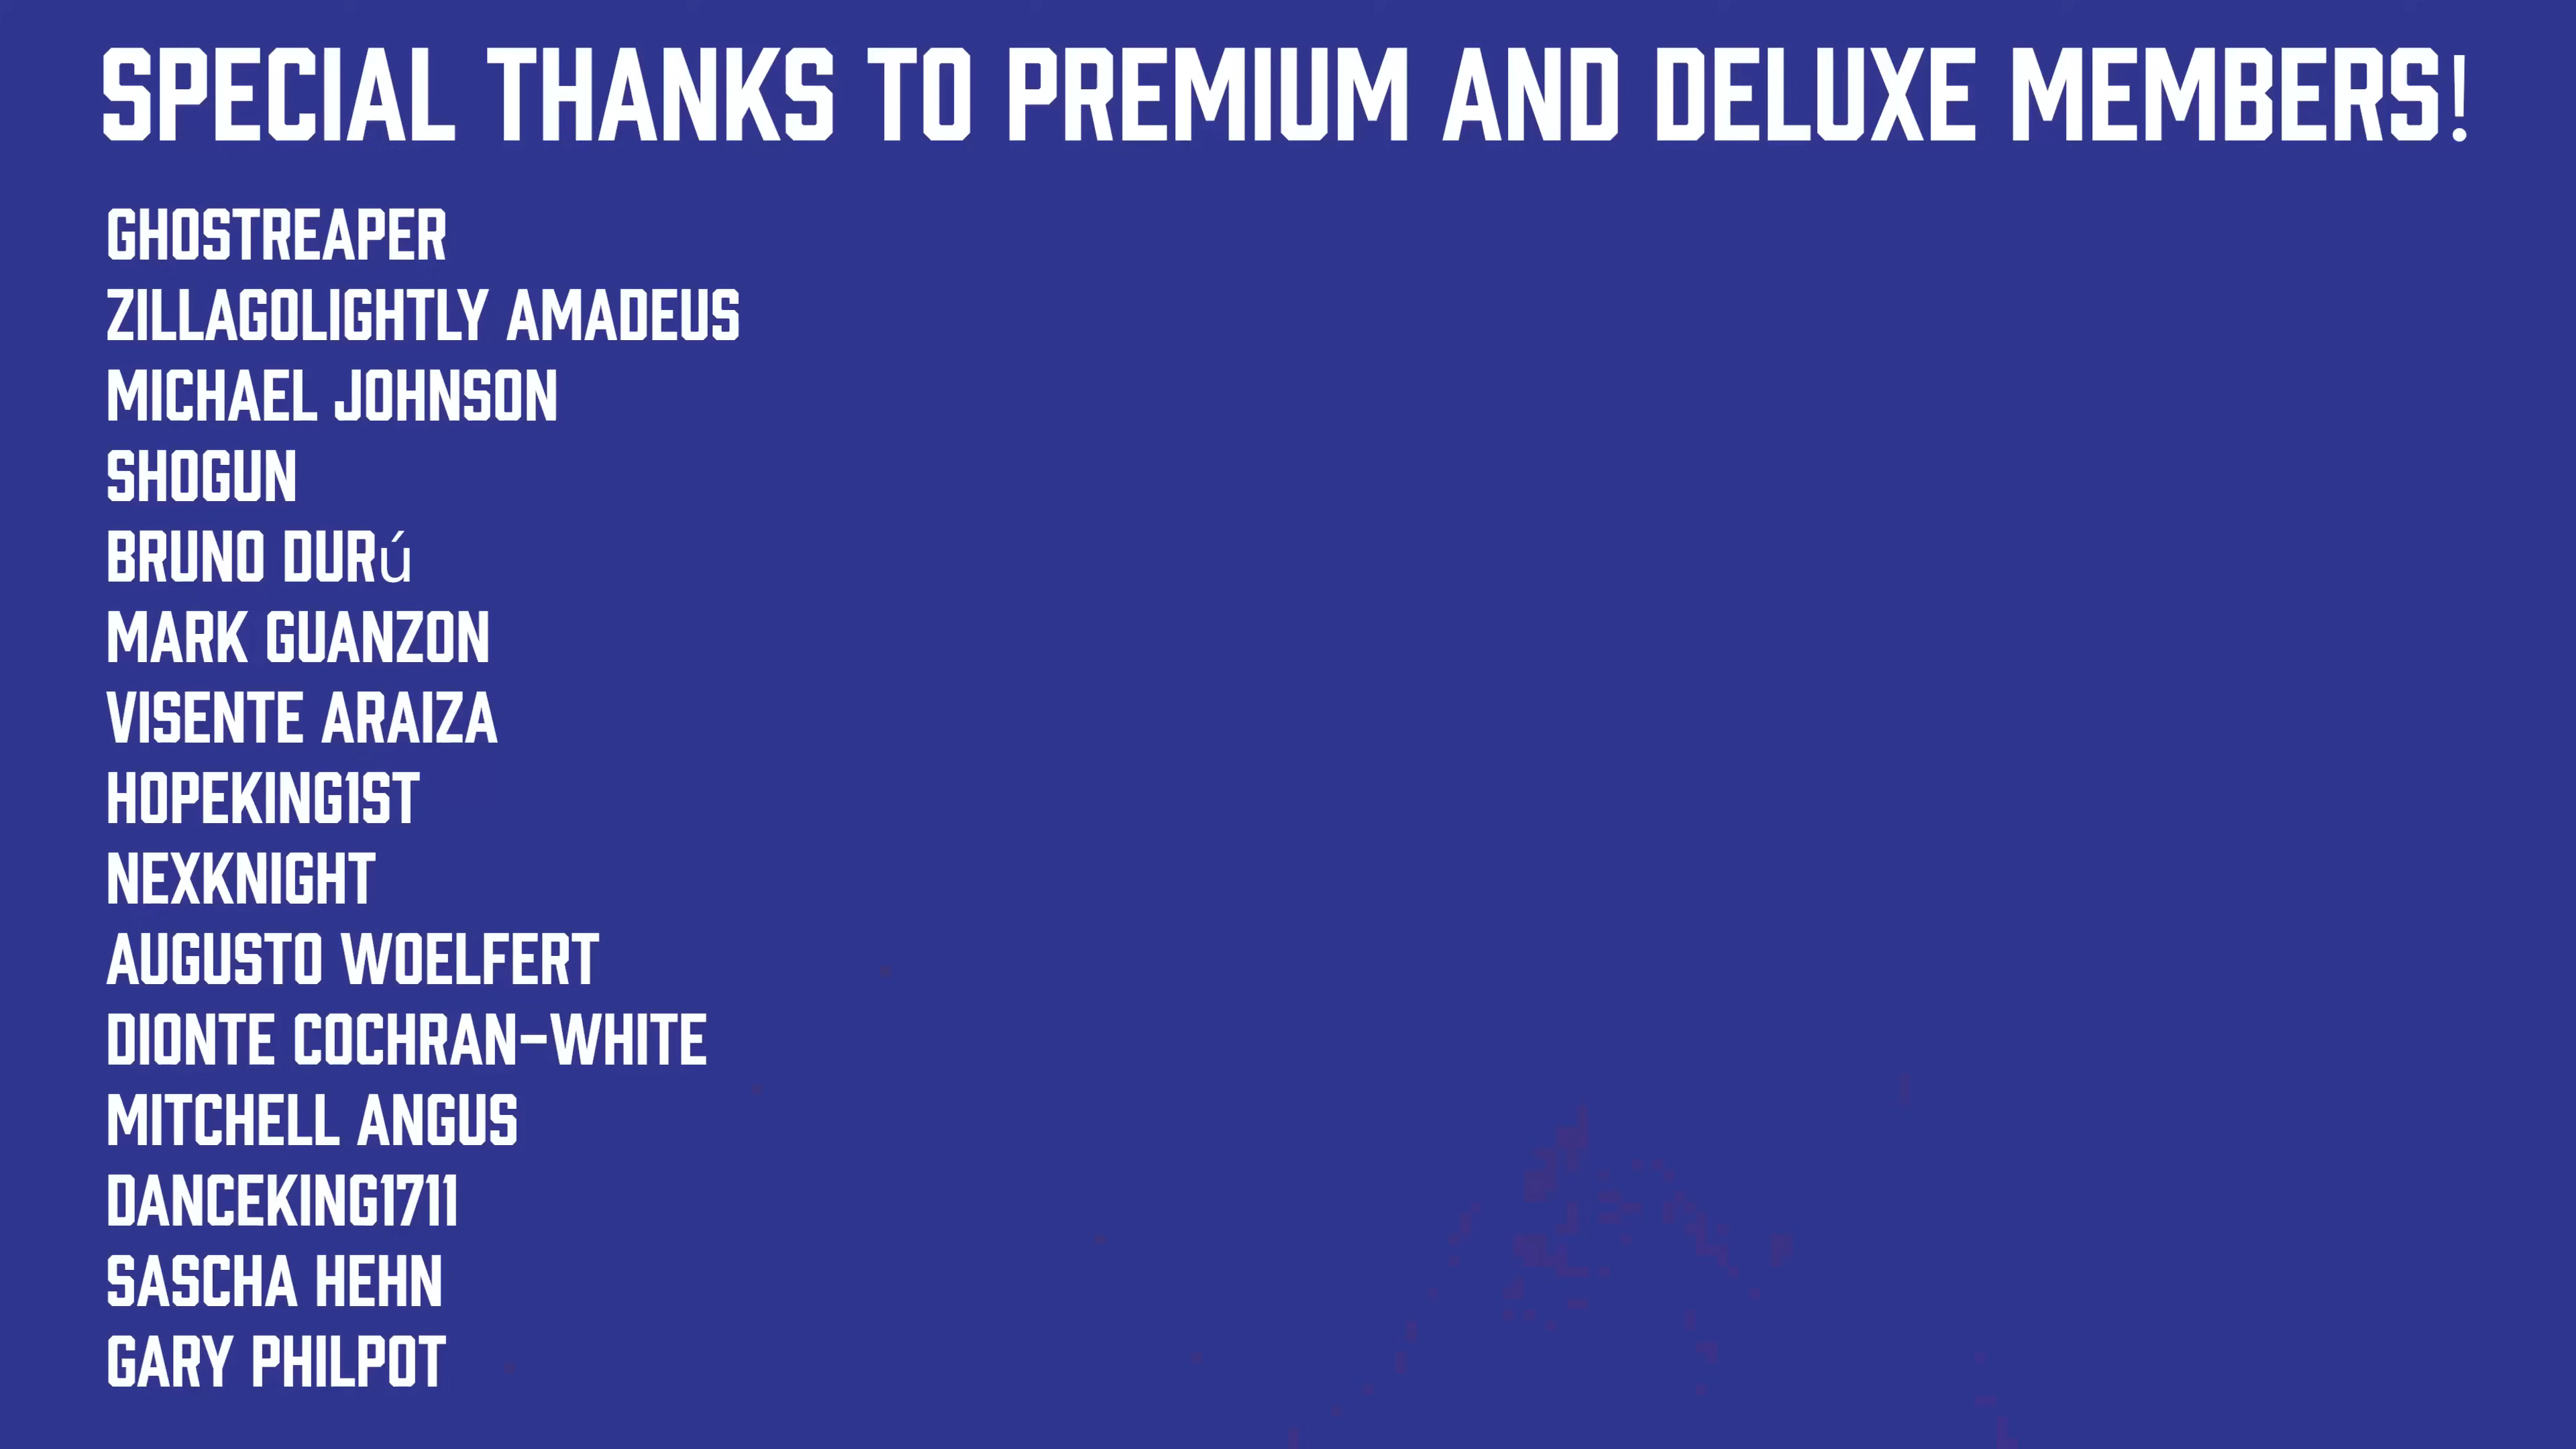 SPECIAL THANKS TO PREMIUM AND DELUXE MEMBERS!
GHOSTREAPER
ZILLAGOLIGHTLY AMADEUS
MICHAEL JOHNSON
SHOGUN
BRUNO DURú
MARK GUANZON
VISENTE ARAIZA
HOPEKING1ST
NEXKNIGHT
AUGUSTO WOELFERT
DIONTE COCHRAN-WHITE
MITCHELL ANGUS
DANCEKING1711
SASCHA HEHN
GARY PHILPOT